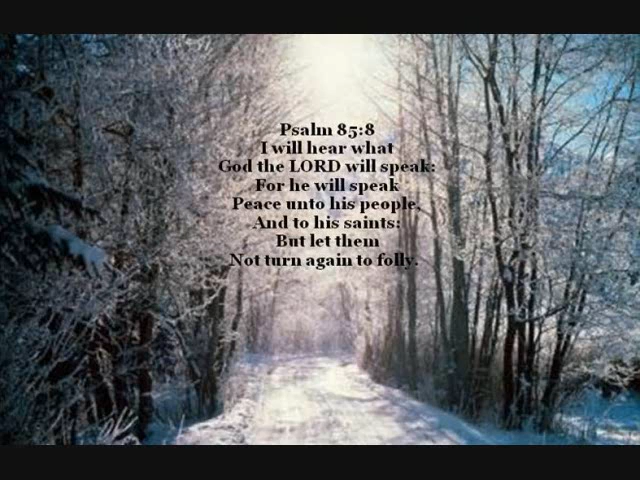 Psalm 85:8
I will hear what
God the LORD will speak:
For he will speak
Peace unto his people,
And to his saints:
But let them
Not turn again to folly.